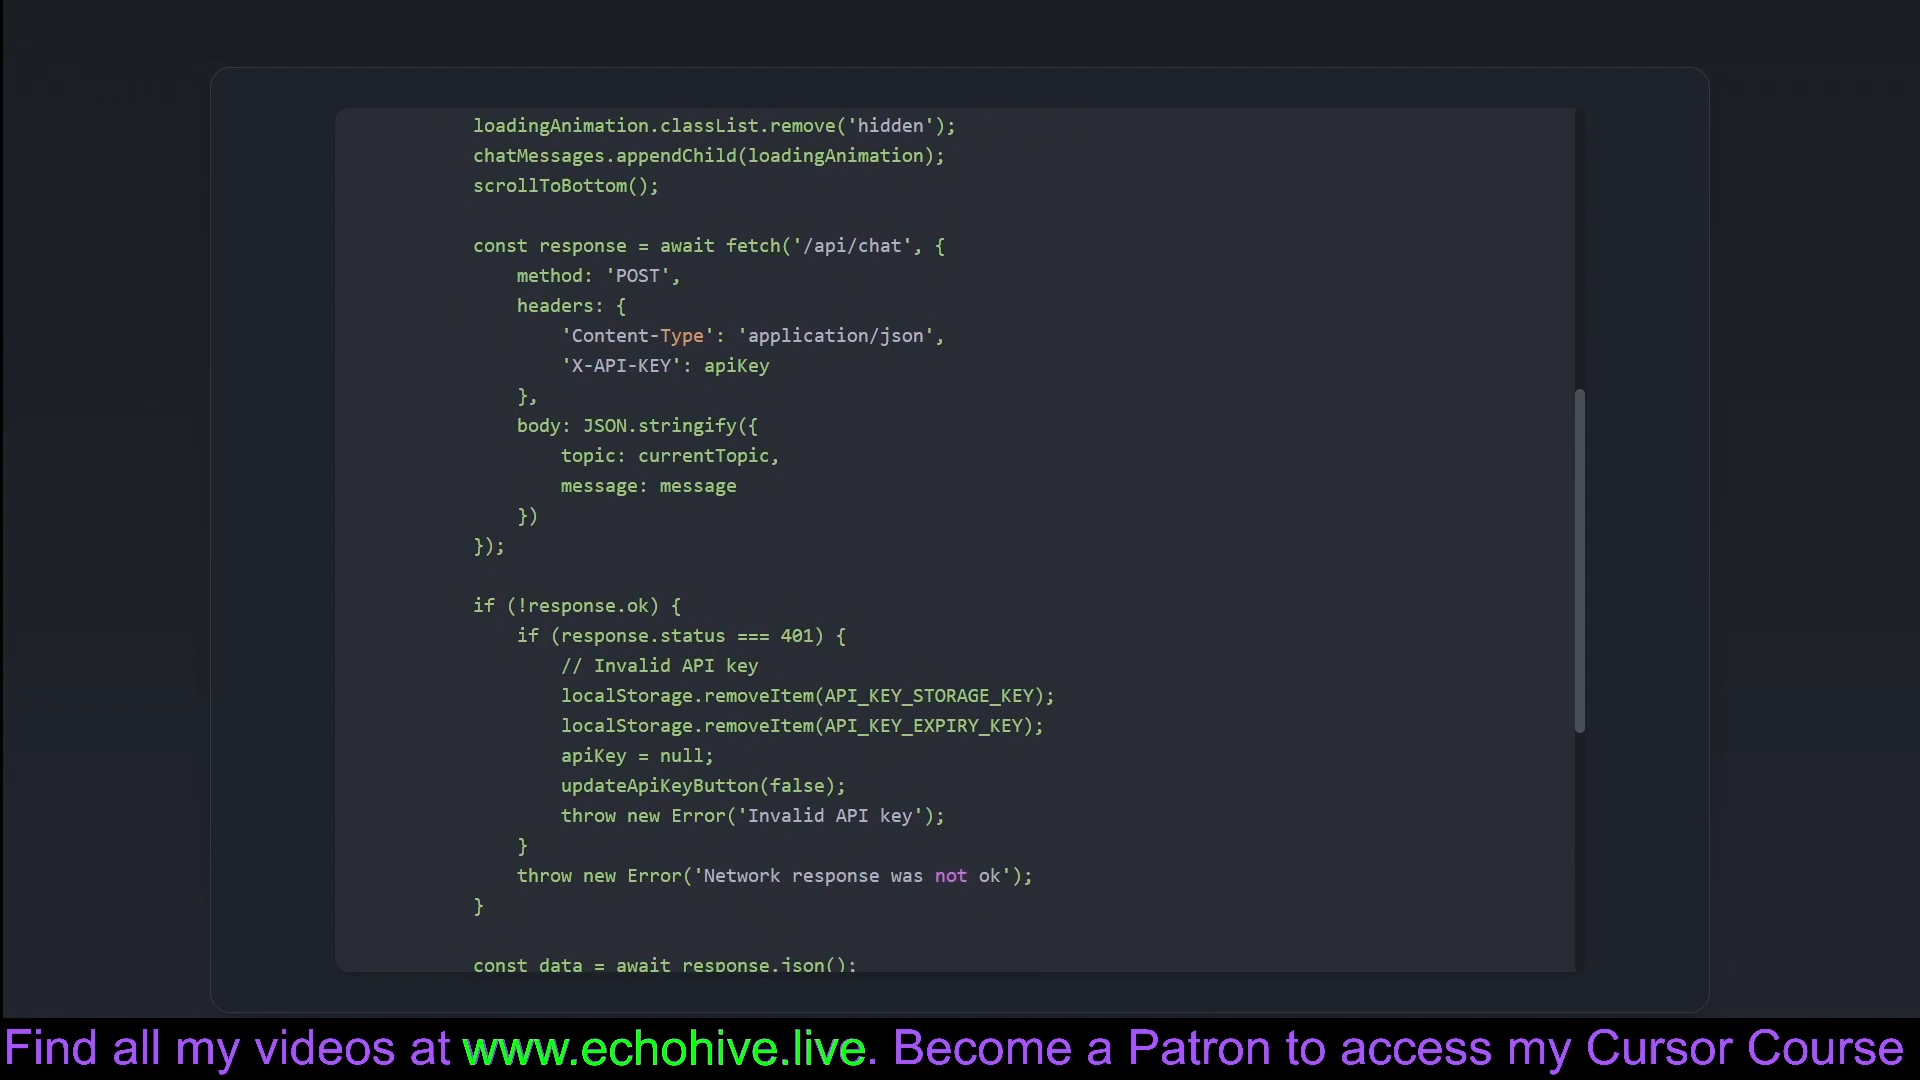 loadingAnimation.classList.remove('hidden');
chatMessages.appendChild(loadingAnimation);
scrollToBottom();
const response = await fetch('/api/chat', {
method: 'POST',
headers: {
'Content-Type': 'application/json',
'X-API-KEY': apiKey
},
body: JSON.stringify({
topic: currentTopic,
message: message
})
});
if (!response.ok) {
if (response.status === 401) {
// Invalid API key
localStorage.removeItem(API_KEY_STORAGE_KEY);
localStorage.removeItem(API_KEY_EXPIRY_KEY);
apiKey = null;
updateApiKeyButton(false);
throw new Error('Invalid API key');
}
throw new Error('Network response was not ok');
}
const data = await response.json();
Find all my videos at www.echohive.live. Become a Patron to access my Cursor Course